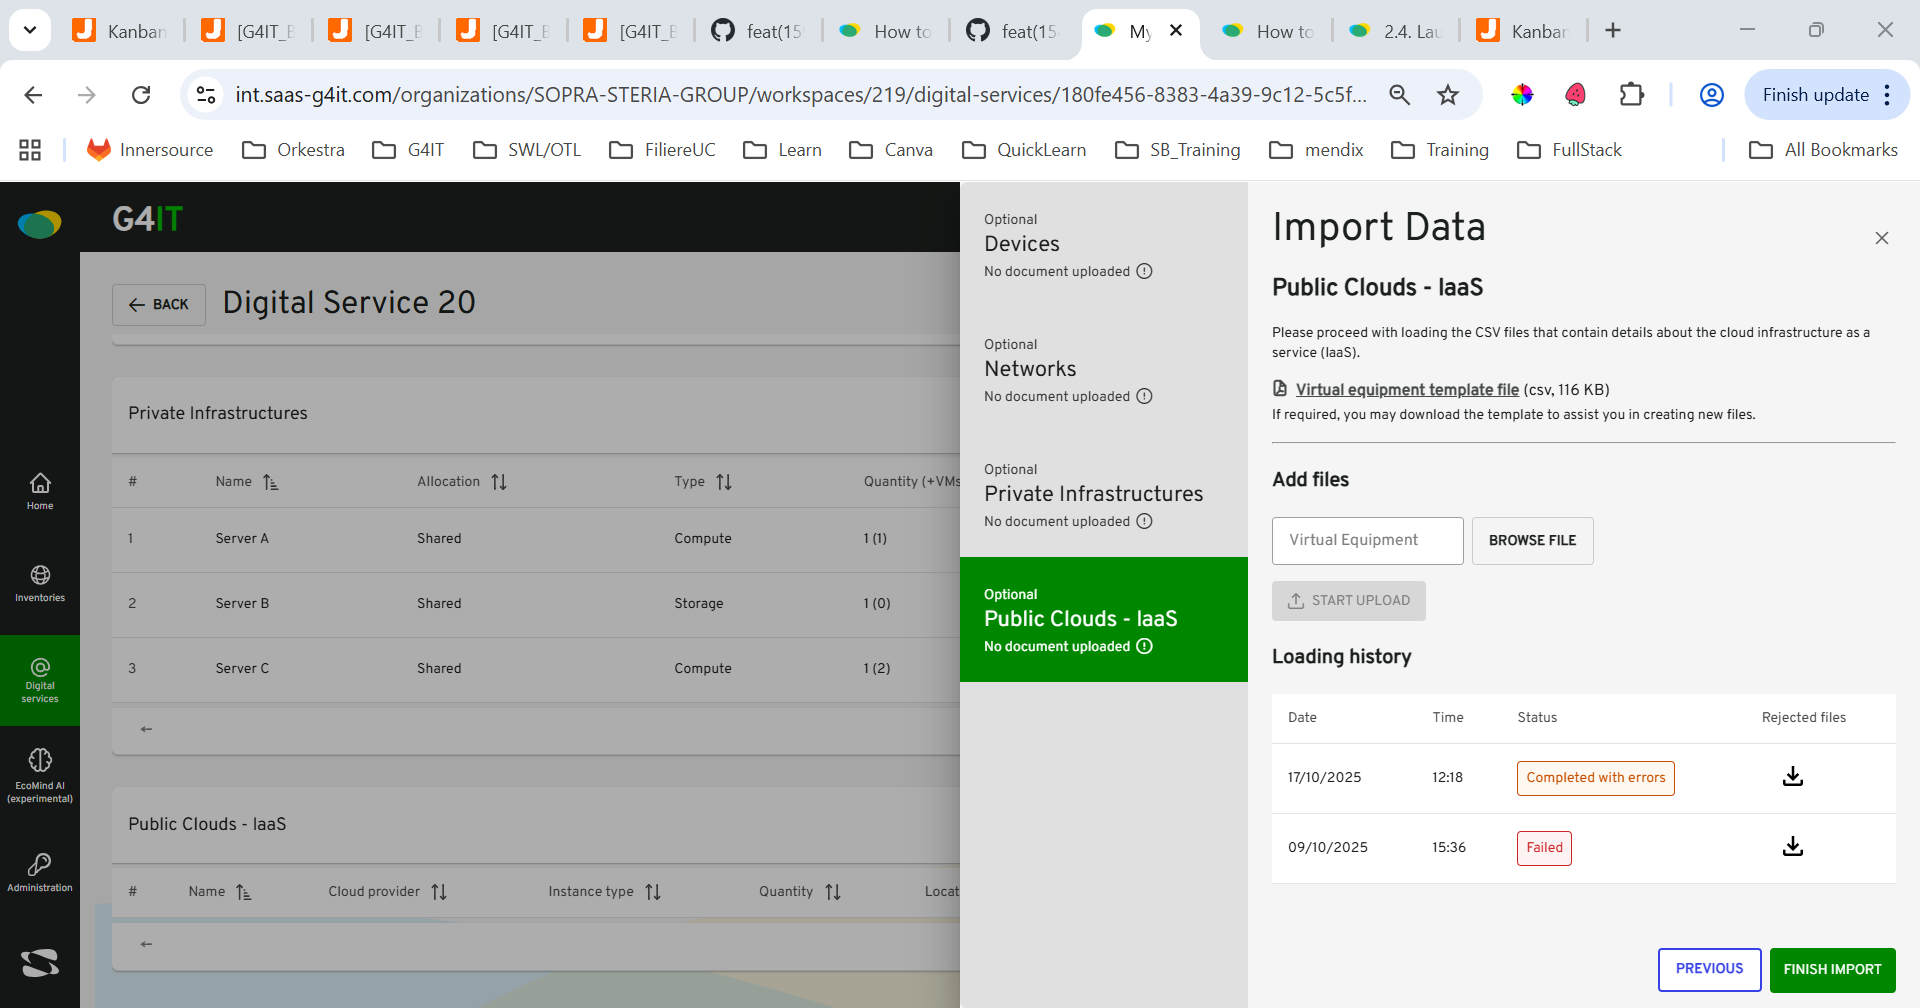 Kanban
[G4IT_B
[G4IT_B
[G4IT_B
[G4IT_B
feat(15
How to
feat(15
My
How to
2.4. Lau
Kanban
int.saas-g4it.com/organizations/SOPRA-STERIA-GROUP/workspaces/219/digital-services/180fe456-8383-4a39-9c12-5c5f...
Finish update
Innersource
Orkestra
G4IT
SWL/OTL
FiliereUC
Learn
Canva
QuickLearn
SB_Training
mendix
Training
FullStack
All Bookmarks
G4IT
Home
Inventories
Digital
services
EcoMind AI
(experimental)
Administration
BACK
Digital Service 20
Private Infrastructures
# Name Allocation Type Quantity (+VMs
1 Server A Shared Compute 1 (1)
2 Server B Shared Storage 1 (0)
3 Server C Shared Compute 1 (2)
Public Clouds - IaaS
# Name Cloud provider Instance type Quantity Locat
Optional
Devices
No document uploaded
Optional
Networks
No document uploaded
Optional
Private Infrastructures
No document uploaded
Optional
Public Clouds - IaaS
No document uploaded
Import Data
Public Clouds - IaaS
Please proceed with loading the CSV files that contain details about the cloud infrastructure as a
service (IaaS).
Virtual equipment template file (csv, 116 KB)
If required, you may download the template to assist you in creating new files.
Add files
Virtual Equipment
BROWSE FILE
START UPLOAD
Loading history
Date Time Status Rejected files
17/10/2025 12:18 Completed with errors
09/10/2025 15:36 Failed
PREVIOUS
FINISH IMPORT